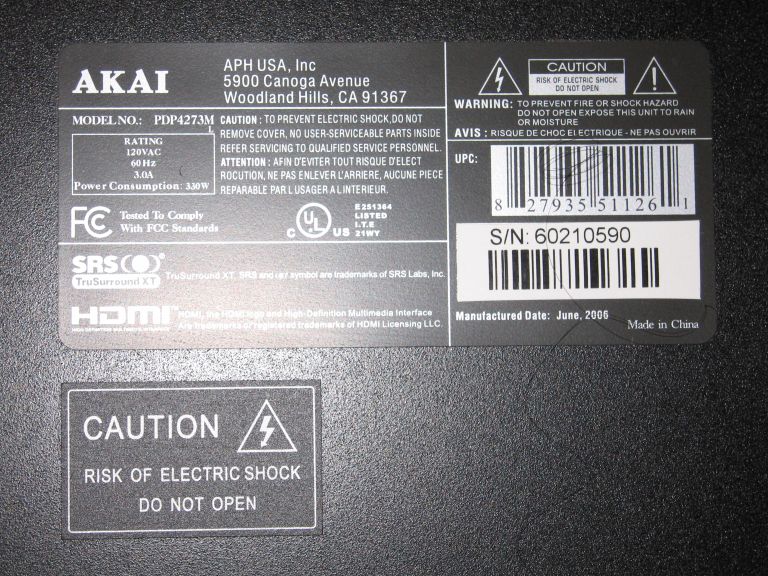 AKAI
APH USA, Inc
5900 Canoga Avenue
Woodland Hills, CA 91367
MODEL NO.: PDP4273M
L
RATING
120VAC
60 Hz
3.0A
Power Consumption: 330W
CAUTION : TO PREVENT ELECTRIC SHOCK,DO NOT
REMOVE COVER, NO USER-SERVICEABLE PARTS INSIDE
REFER SERVICING TO QUALIFIED SERVICE PERSONNEL.
ATTENTION : AFIN D'EVITER TOUT RISQUE D'ELECT
ROCUTION, NE PAS ENLEVER L'ARRIERE, AUCUNE PIECE
REPARABLE PAR L USAGER A L INTERIEUR.
FC Tested To Comply
With FCC Standards
C UL US
E251364
LISTED
I.T.E
21WY
SRS
TruSurround XT
TruSurround XT, SRS and symbol are trademarks of SRS Labs, Inc.
HDMI
HIGH-DEFINITION MULTIMEDIA INTERFACE
HDMI, the HDMI logo and High-Definition Multimedia Interface
Are trademarks or registered trademarks of HDMI Licensing LLC.
CAUTION
RISK OF ELECTRIC SHOCK
DO NOT OPEN
WARNING: TO PREVENT FIRE OR SHOCK HAZARD
DO NOT OPEN EXPOSE THIS UNIT TO RAIN
OR MOISTURE
AVIS : RISQUE DE CHOC ELECTRIQUE - NE PAS OUVRIR
UPC:
8 27935 51126 1
S/N: 60210590
Manufactured Date: June, 2006
Made in China
CAUTION
RISK OF ELECTRIC SHOCK
DO NOT OPEN